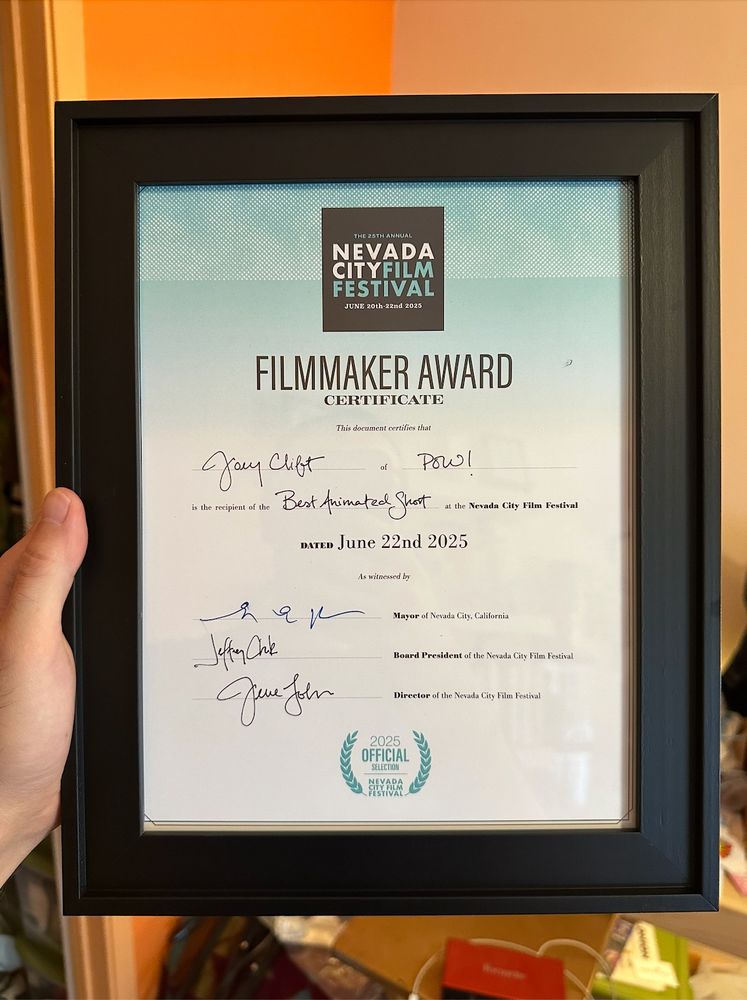 THE 25TH ANNUAL
NEVADA
CITYFILM
FESTIVAL
JUNE 20th-22nd 2025
FILMMAKER AWARD
CERTIFICATE
This document certifies that
Joey Clift of POW!
is the recipient of the Best Animated Short at the Nevada City Film Festival
DATED June 22nd 2025
As witnessed by
Mayor of Nevada City, California
Jeffrey Clark Board President of the Nevada City Film Festival
Director of the Nevada City Film Festival
2025
OFFICIAL
SELECTION
NEVADA
CITY FILM
FESTIVAL